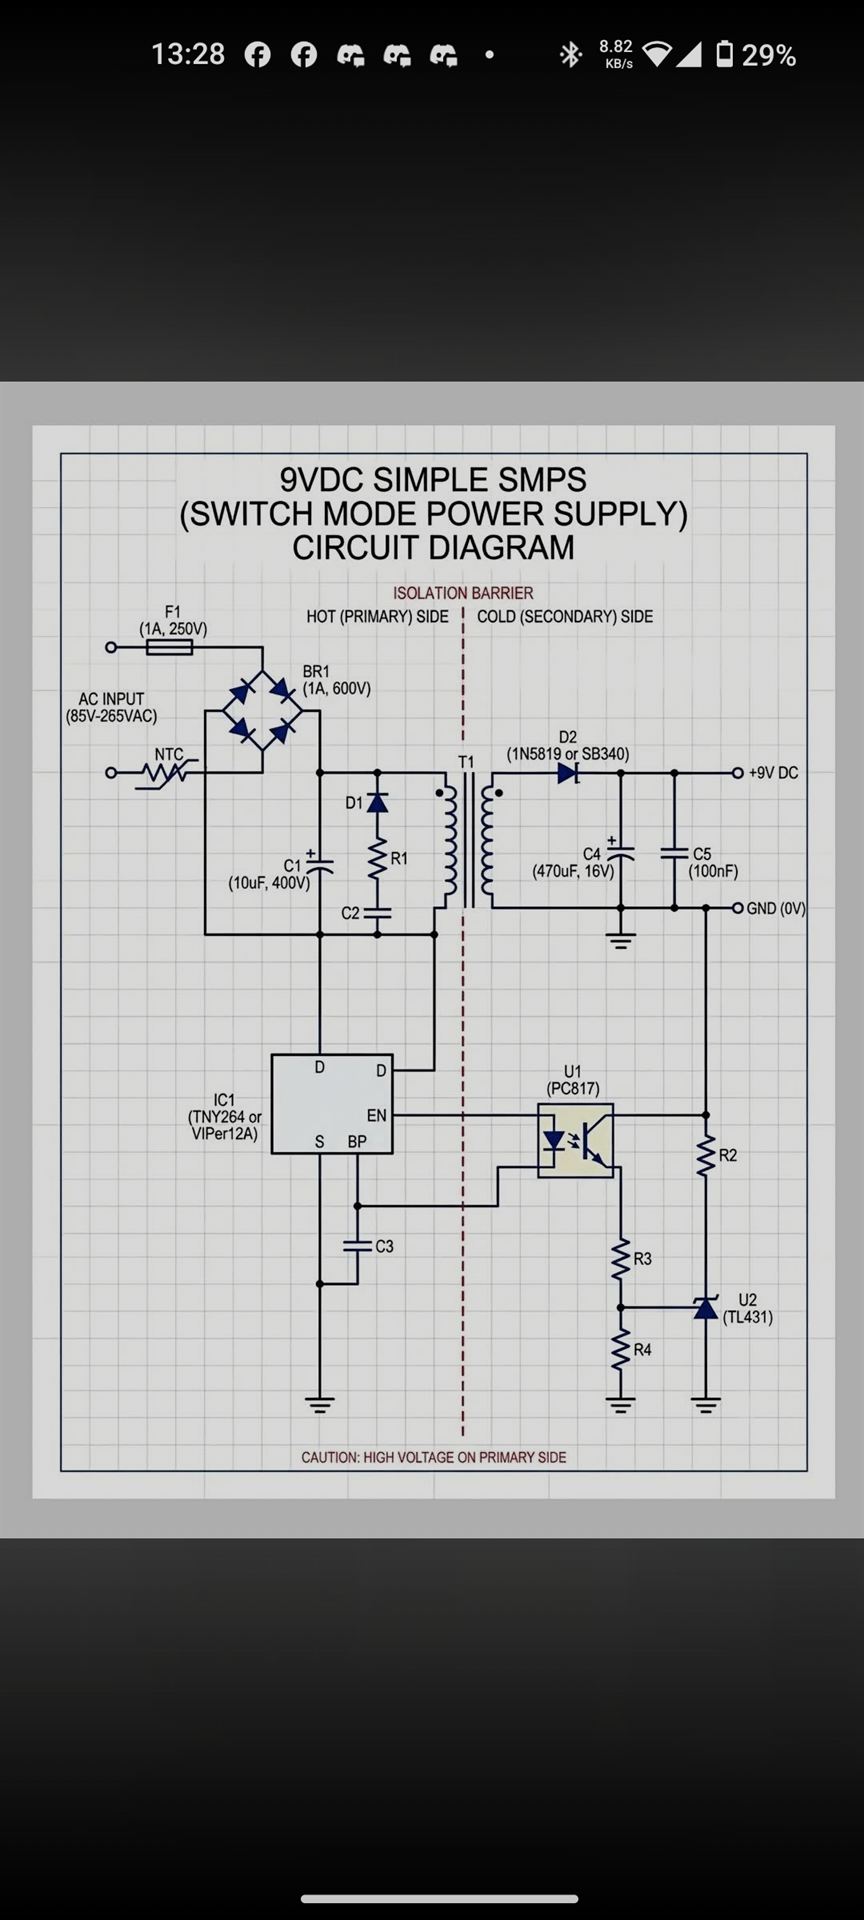 13:28
8.82
KB/s
29%
9VDC SIMPLE SMPS
(SWITCH MODE POWER SUPPLY)
CIRCUIT DIAGRAM
ISOLATION BARRIER
HOT (PRIMARY) SIDE
COLD (SECONDARY) SIDE
F1
(1A, 250V)
BR1
(1A, 600V)
AC INPUT
(85V-265VAC)
NTC
T1
D2
(1N5819 or SB340)
+9V DC
D1
R1
C1
(10uF, 400V)
+
C2
+
C4
(470uF, 16V)
C5
(100nF)
GND (0V)
D
D
EN
S
BP
IC1
(TNY264 or
VIPer12A)
U1
(PC817)
R2
C3
R3
U2
(TL431)
R4
CAUTION: HIGH VOLTAGE ON PRIMARY SIDE